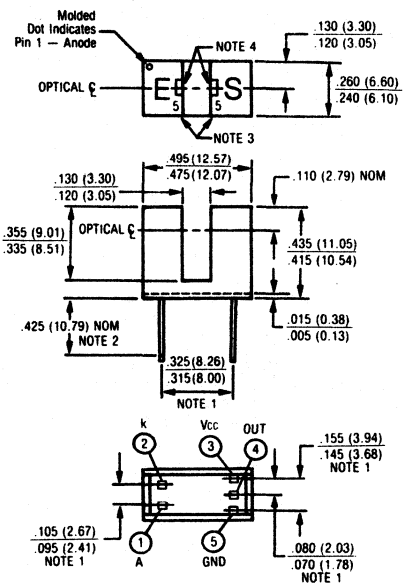 Molded
Dot Indicates
Pin 1 — Anode
NOTE 4
.130 (3.30)
.120 (3.05)
OPTICAL ℄
E S
5 5
.260 (6.60)
.240 (6.10)
NOTE 3
.495 (12.57)
.475 (12.07)
.130 (3.30)
.120 (3.05)
.110 (2.79) NOM
.355 (9.01)
.335 (8.51)
OPTICAL ℄
.435 (11.05)
.415 (10.54)
.425 (10.79) NOM
NOTE 2
.015 (0.38)
.005 (0.13)
.325 (8.26)
.315 (8.00)
NOTE 1
k
Vcc
OUT
2
3
4
.155 (3.94)
.145 (3.68)
NOTE 1
.105 (2.67)
.095 (2.41)
NOTE 1
1
A
5
GND
.080 (2.03)
.070 (1.78)
NOTE 1